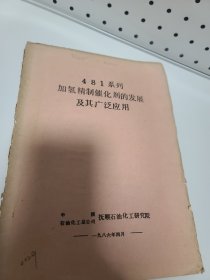 481系列
加氢精制催化剂的发展
及其广泛应用
中国
石油化工总公司 抚顺石油化工研究院
一九八六年四月